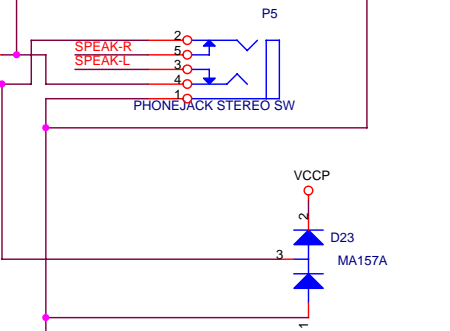 P5
2
SPEAK-R
5
SPEAK-L
3
4
1
PHONEJACK STEREO SW
VCCP
2
D23
3
MA157A
1